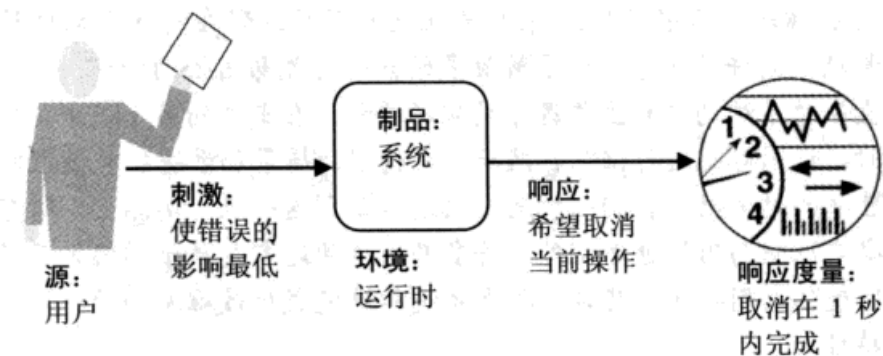 制品：
系统
1
2
3
4
刺激：
使错误的
影响最低
响应：
希望取消
当前操作
源：
用户
环境：
运行时
响应度量：
取消在 1 秒
内完成